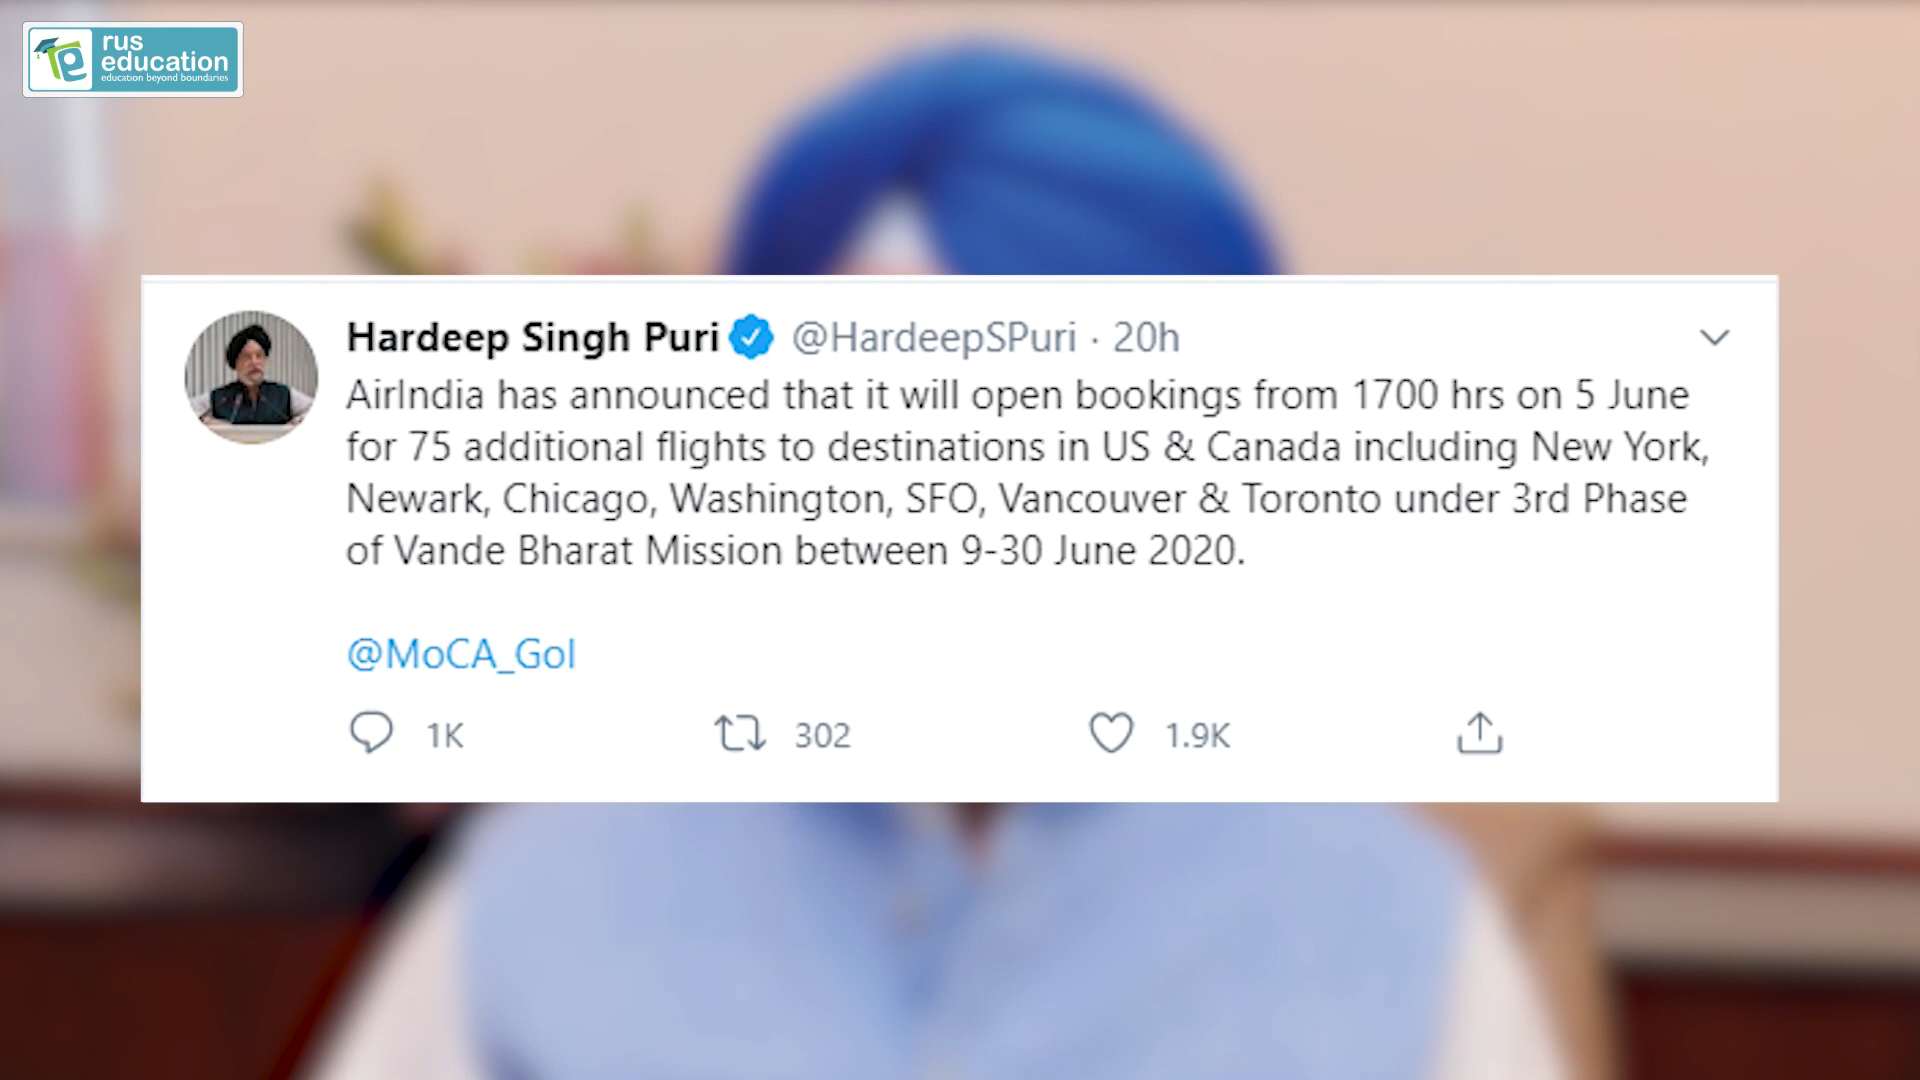 rus
education
education beyond boundaries
Hardeep Singh Puri @HardeepSPuri · 20h
AirIndia has announced that it will open bookings from 1700 hrs on 5 June
for 75 additional flights to destinations in US & Canada including New York,
Newark, Chicago, Washington, SFO, Vancouver & Toronto under 3rd Phase
of Vande Bharat Mission between 9-30 June 2020.
@MoCA_GoI
1K 302 1.9K